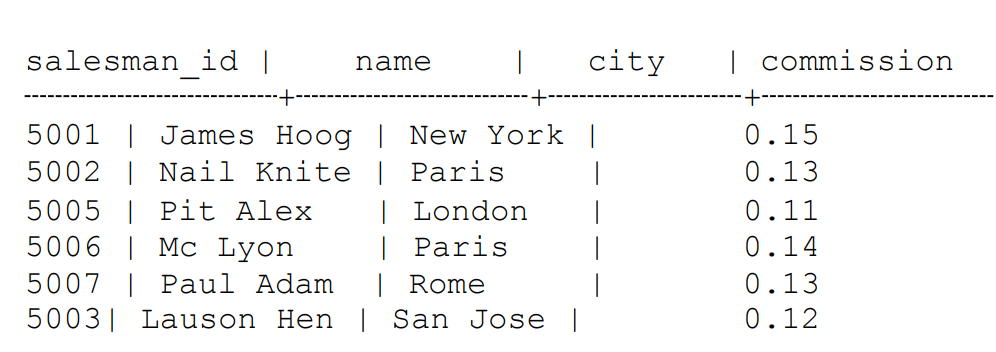 salesman_id | name | city | commission
---------------------------+-------------------------+---------------------+-------------------------
5001 | James Hoog | New York | 0.15
5002 | Nail Knite | Paris | 0.13
5005 | Pit Alex | London | 0.11
5006 | Mc Lyon | Paris | 0.14
5007 | Paul Adam | Rome | 0.13
5003| Lauson Hen | San Jose | 0.12